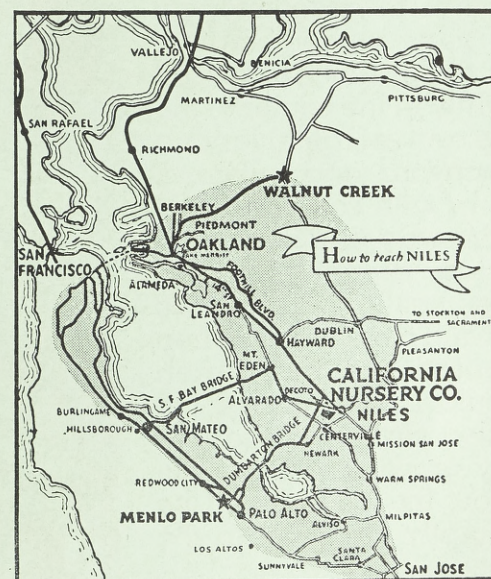 VALLEJO
BENICIA
MARTINEZ
PITTSBURG
SAN RAFAEL
RICHMOND
WALNUT CREEK
BERKELEY
PIEDMONT
OAKLAND
LAKE MERRITT
SAN
FRANCISCO
How to reach NILES
ALAMEDA
14TH
FOOTHILL BLVD.
SAN
LEANDRO
DUBLIN
TO STOCKTON AND
SACRAMENTO
HAYWARD
PLEASANTON
MT.
EDEN
CALIFORNIA
NURSERY CO.
NILES
S.F. BAY BRIDGE
ALVARADO
DECOTO
BURLINGAME
HILLSBOROUGH
SAN MATEO
CENTERVILLE
MISSION SAN JOSE
NEWARK
DUMBARTON BRIDGE
REDWOOD CITY
WARM SPRINGS
MENLO PARK
PALO ALTO
ALVISO
MILPITAS
LOS ALTOS
SANTA
CLARA
SUNNYVALE
SAN JOSE